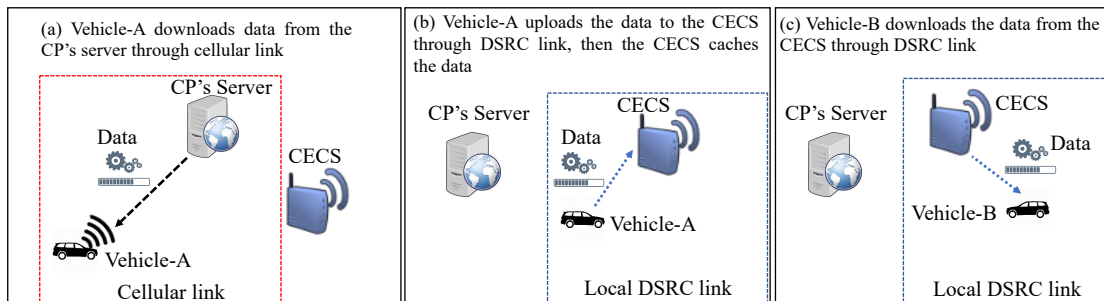 (a) Vehicle-A downloads data from the
CP's server through cellular link
CP's Server
Data
CECS
Vehicle-A
Cellular link
(b) Vehicle-A uploads the data to the CECS
through DSRC link, then the CECS caches
the data
CECS
CP's Server
Data
Vehicle-A
Local DSRC link
(c) Vehicle-B downloads the data from the
CECS through DSRC link
CECS
CP's Server
Data
Vehicle-B
Local DSRC link